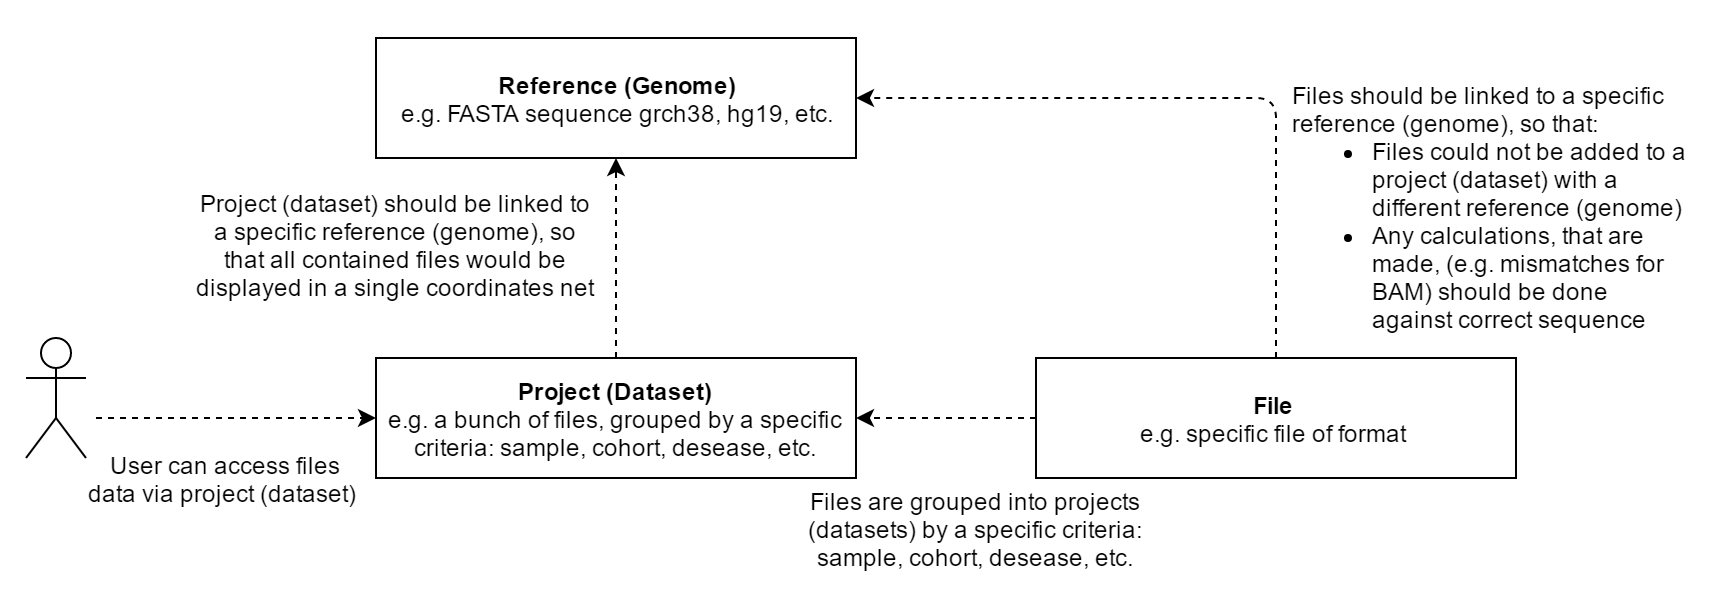 Reference (Genome)
e.g. FASTA sequence grch38, hg19, etc.
Files should be linked to a specific
reference (genome), so that:
• Files could not be added to a
project (dataset) with a
different reference (genome)
• Any calculations, that are
made, (e.g. mismatches for
BAM) should be done
against correct sequence
Project (dataset) should be linked to
a specific reference (genome), so
that all contained files would be
displayed in a single coordinates net
Project (Dataset)
e.g. a bunch of files, grouped by a specific
criteria: sample, cohort, desease, etc.
File
e.g. specific file of format
User can access files
data via project (dataset)
Files are grouped into projects
(datasets) by a specific criteria:
sample, cohort, desease, etc.